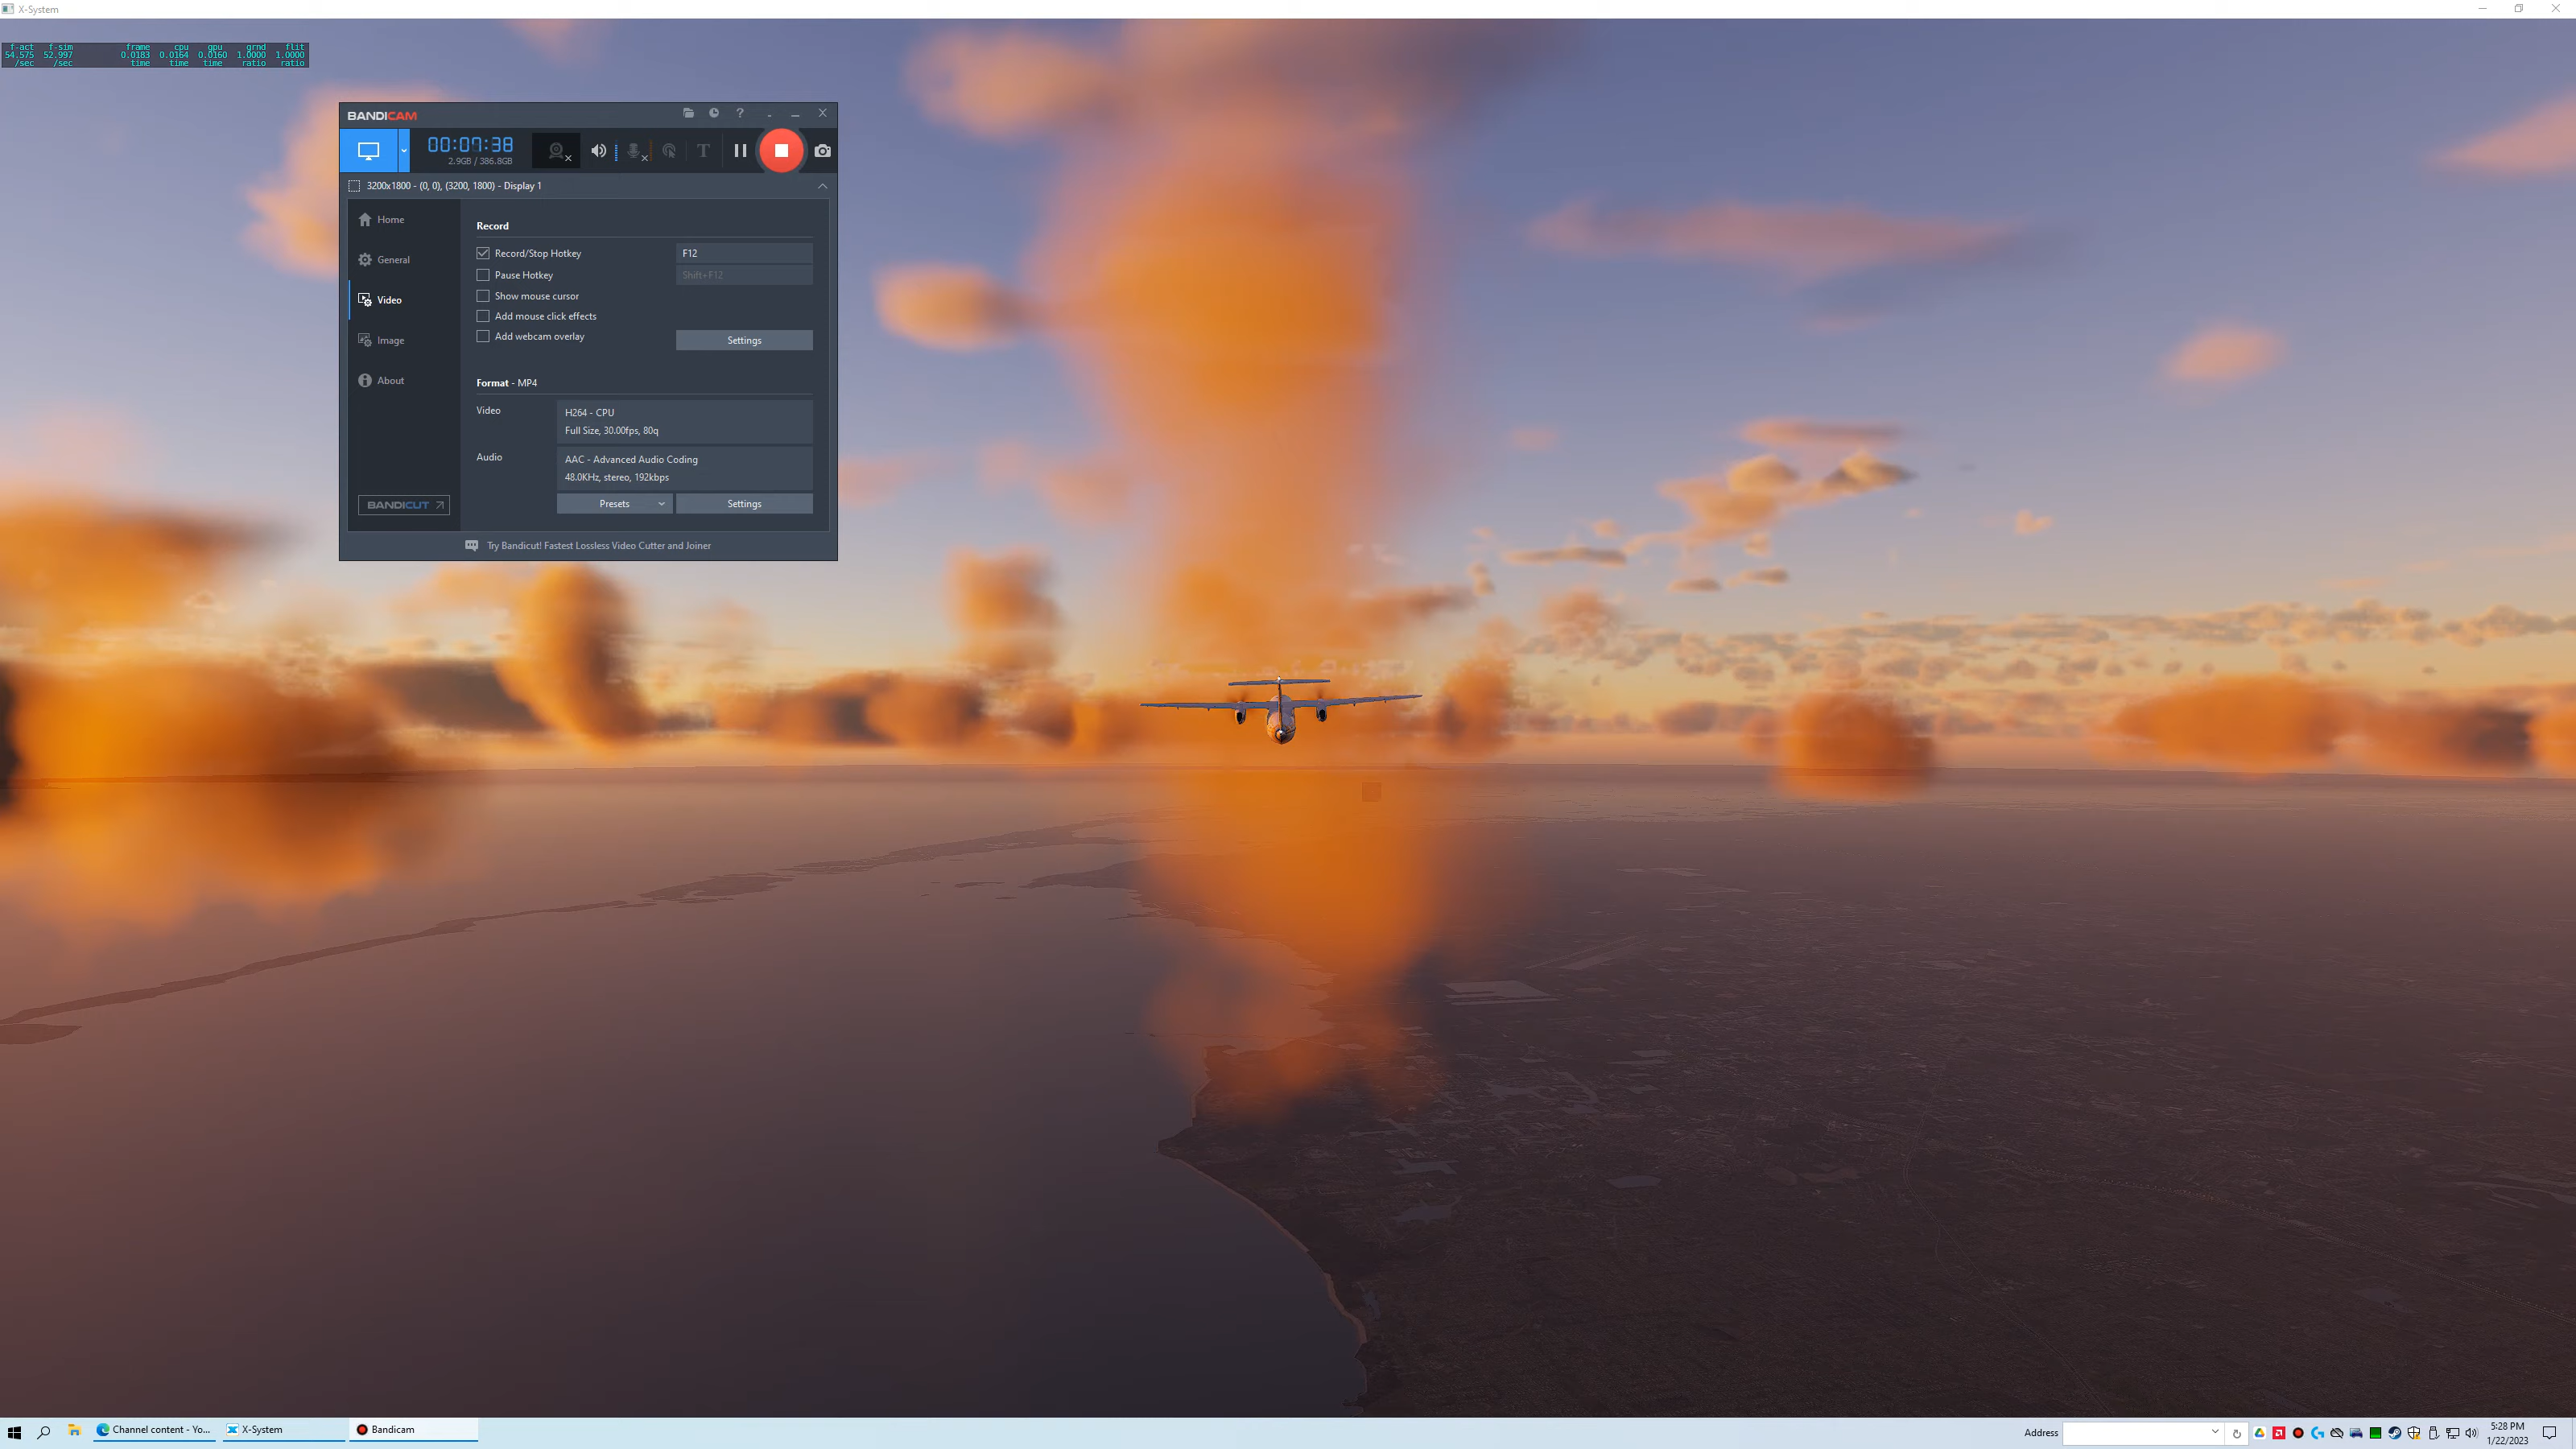 X-System
f-act f-sim frame cpu gpu grnd flit
54.575 52.997 0.0183 0.0164 0.0160 1.0000 1.0000
/sec /sec time time time ratio ratio
BANDICAM
?
00:07:38
2.9GB / 386.8GB
T
3200x1800 - (0, 0), (3200, 1800) - Display 1
Home
General
Video
Image
About
BANDICUT
Record
Record/Stop Hotkey F12
Pause Hotkey Shift+F12
Show mouse cursor
Add mouse click effects
Add webcam overlay Settings
Format - MP4
Video H264 - CPU
Full Size, 30.00fps, 80q
Audio AAC - Advanced Audio Coding
48.0KHz, stereo, 192kbps
Presets Settings
Try Bandicut! Fastest Lossless Video Cutter and Joiner
Channel content - Yo... X-System Bandicam
Address
5:28 PM
1/22/2023